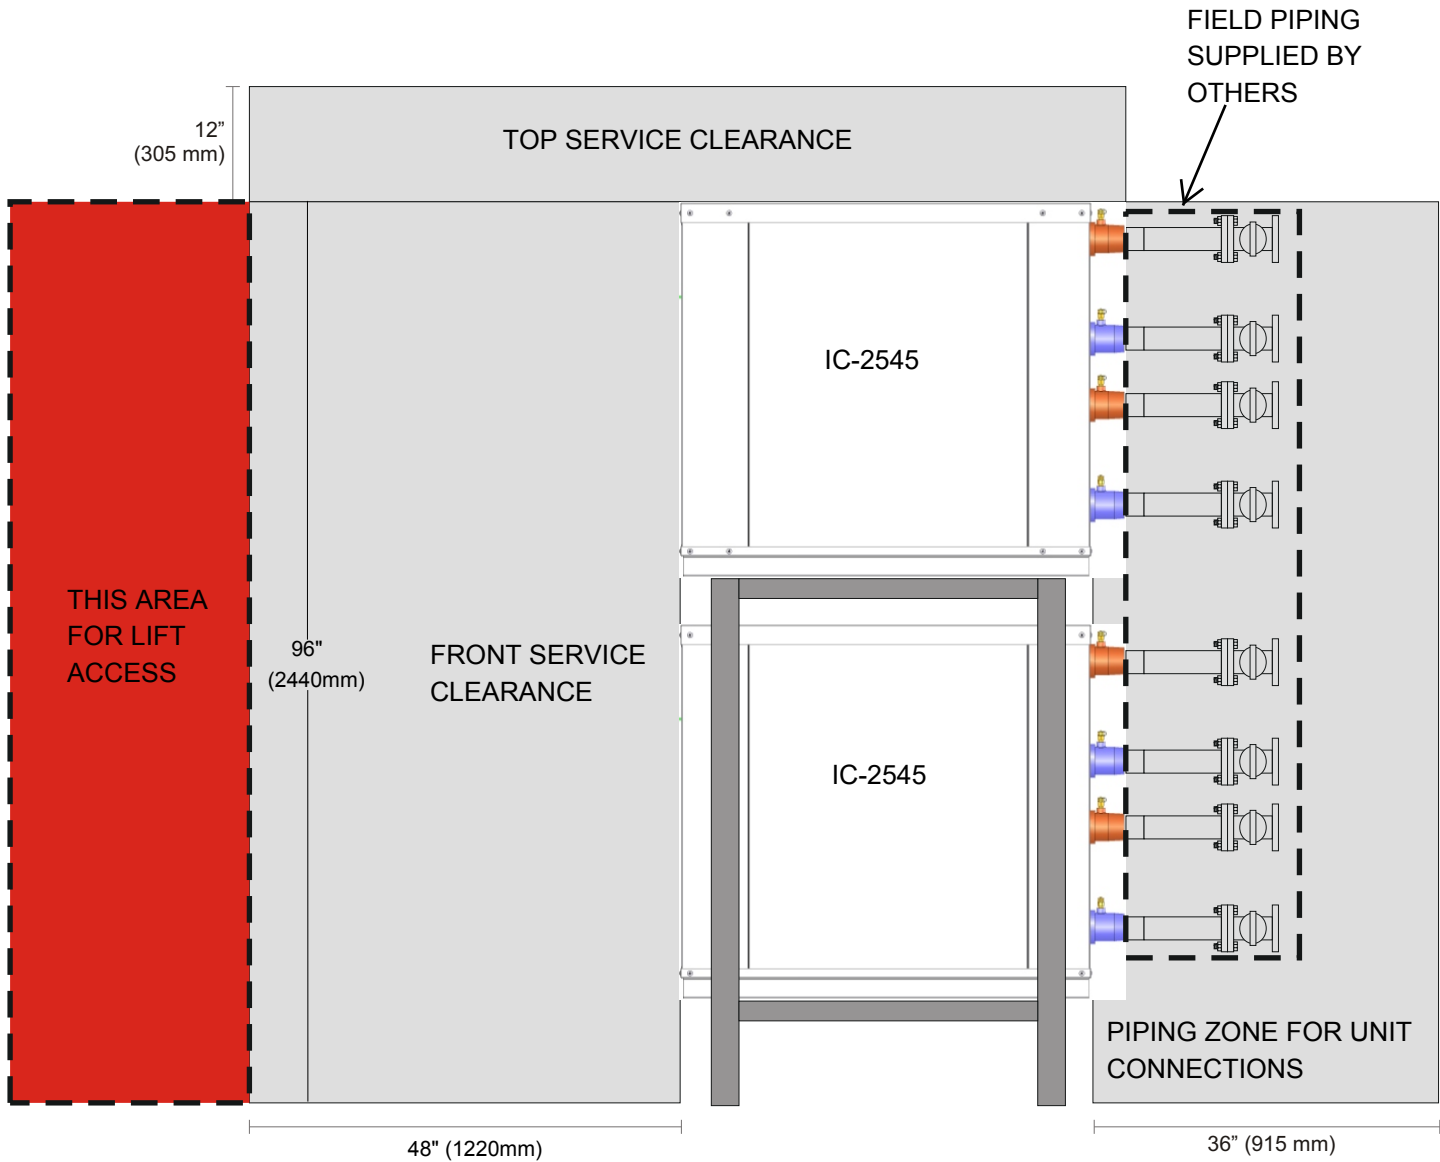 FIELD PIPING
SUPPLIED BY
OTHERS
12”
(305 mm)
TOP SERVICE CLEARANCE
IC-2545
THIS AREA
FOR LIFT
ACCESS
96"
(2440mm)
FRONT SERVICE
CLEARANCE
IC-2545
PIPING ZONE FOR UNIT
CONNECTIONS
48" (1220mm)
36” (915 mm)